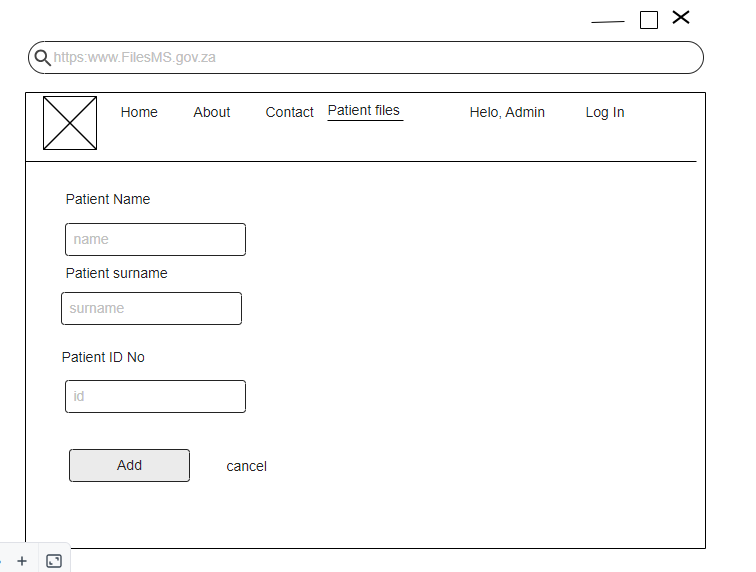 https:www.FilesMS.gov.za
Home About Contact Patient files Helo, Admin Log In
Patient Name
name
Patient surname
surname
Patient ID No
id
Add cancel